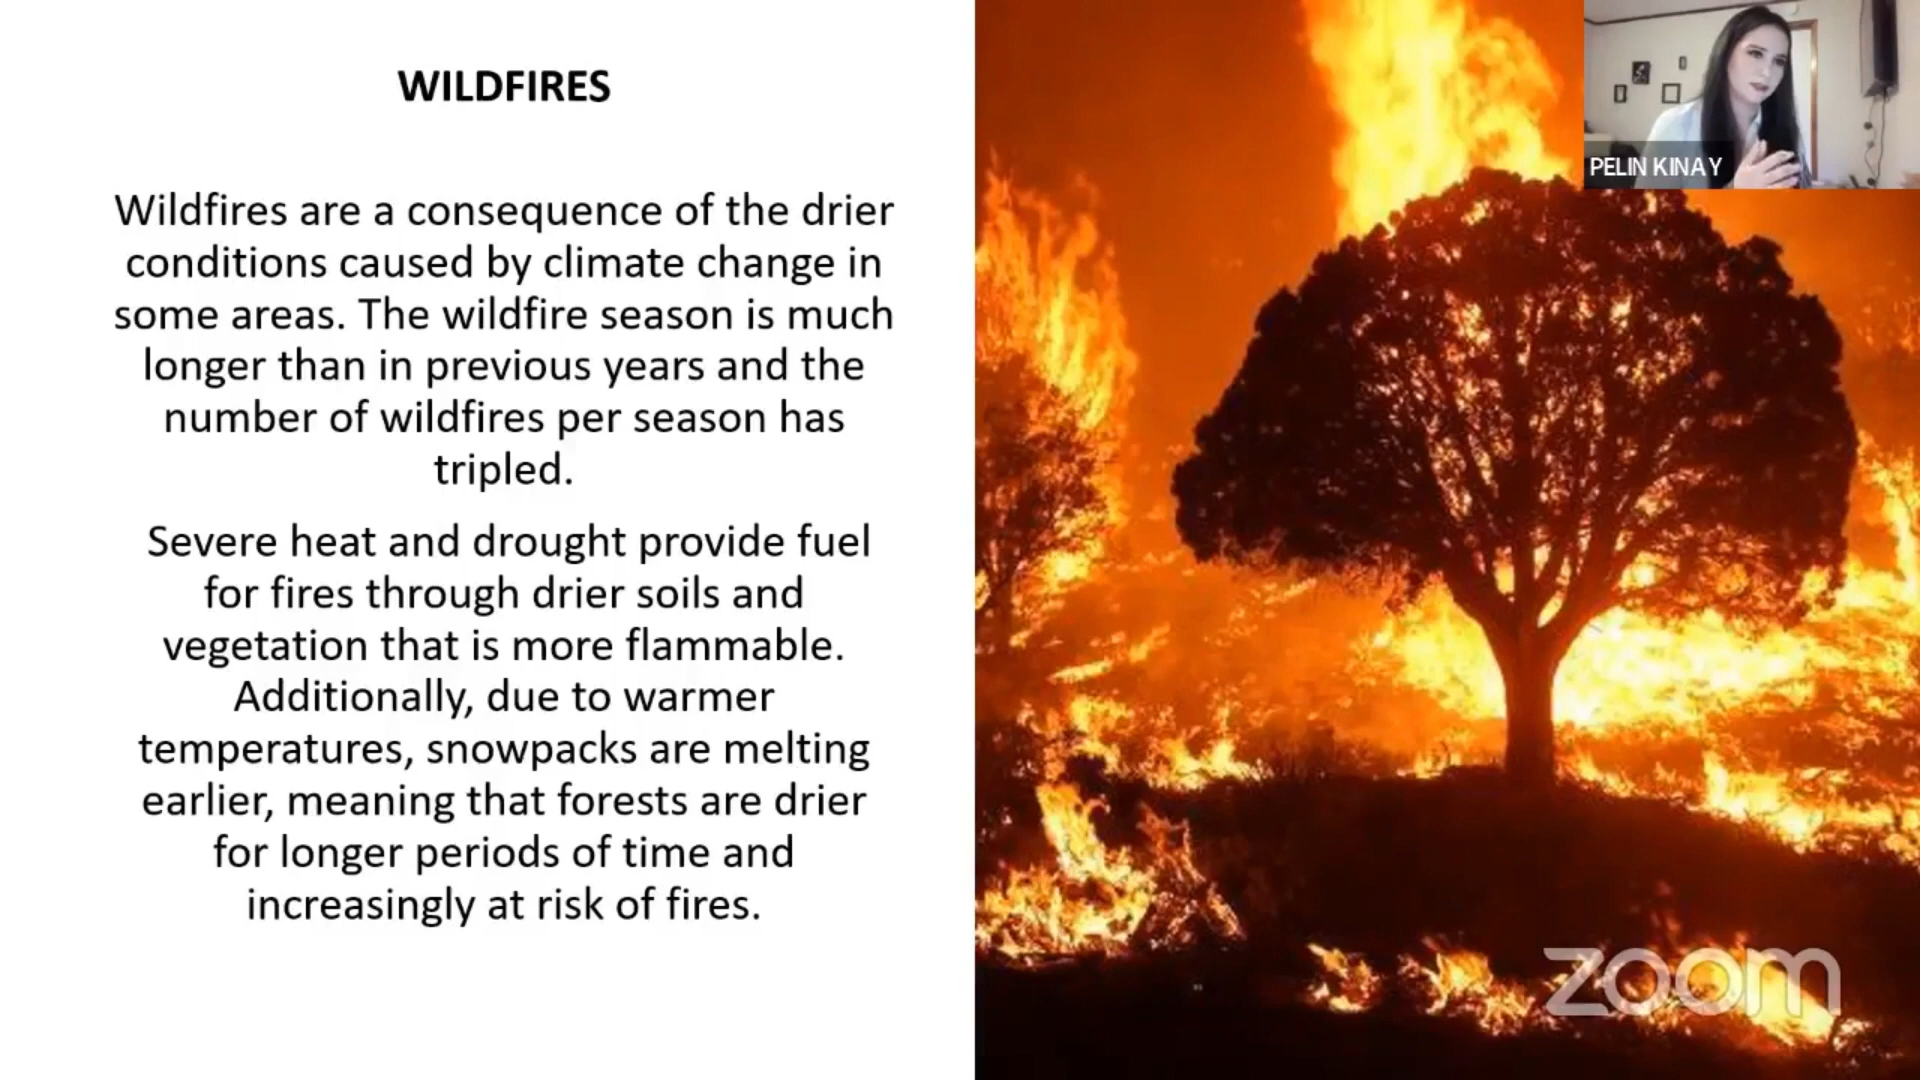 WILDFIRES
Wildfires are a consequence of the drier
conditions caused by climate change in
some areas. The wildfire season is much
longer than in previous years and the
number of wildfires per season has
tripled.
Severe heat and drought provide fuel
for fires through drier soils and
vegetation that is more flammable.
Additionally, due to warmer
temperatures, snowpacks are melting
earlier, meaning that forests are drier
for longer periods of time and
increasingly at risk of fires.
PELIN KINAY
zoom